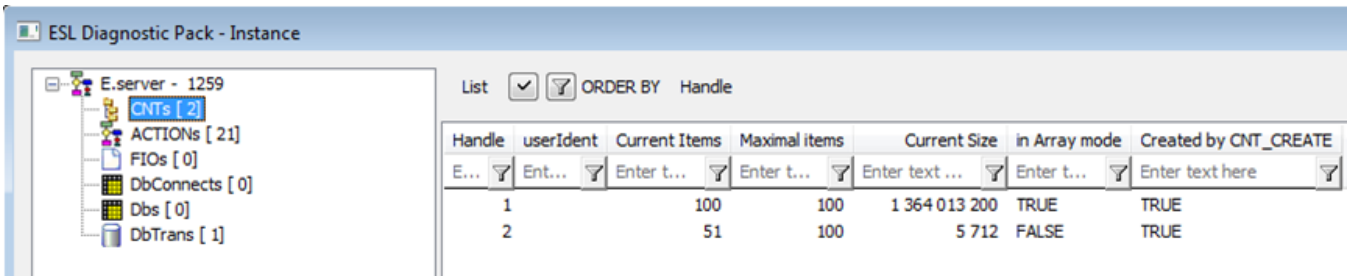 ESL Diagnostic Pack - Instance
E.server - 1259
CNTs [ 2]
ACTIONs [ 21]
FIOs [ 0]
DbConnects [ 0]
Dbs [ 0]
DbTrans [ 1]
List ORDER BY Handle
Handle userIdent Current Items Maximal items Current Size in Array mode Created by CNT_CREATE
E... Ent... Enter t... Enter t... Enter text ... Enter t... Enter text here
1 100 100 1 364 013 200 TRUE TRUE
2 51 100 5 712 FALSE TRUE